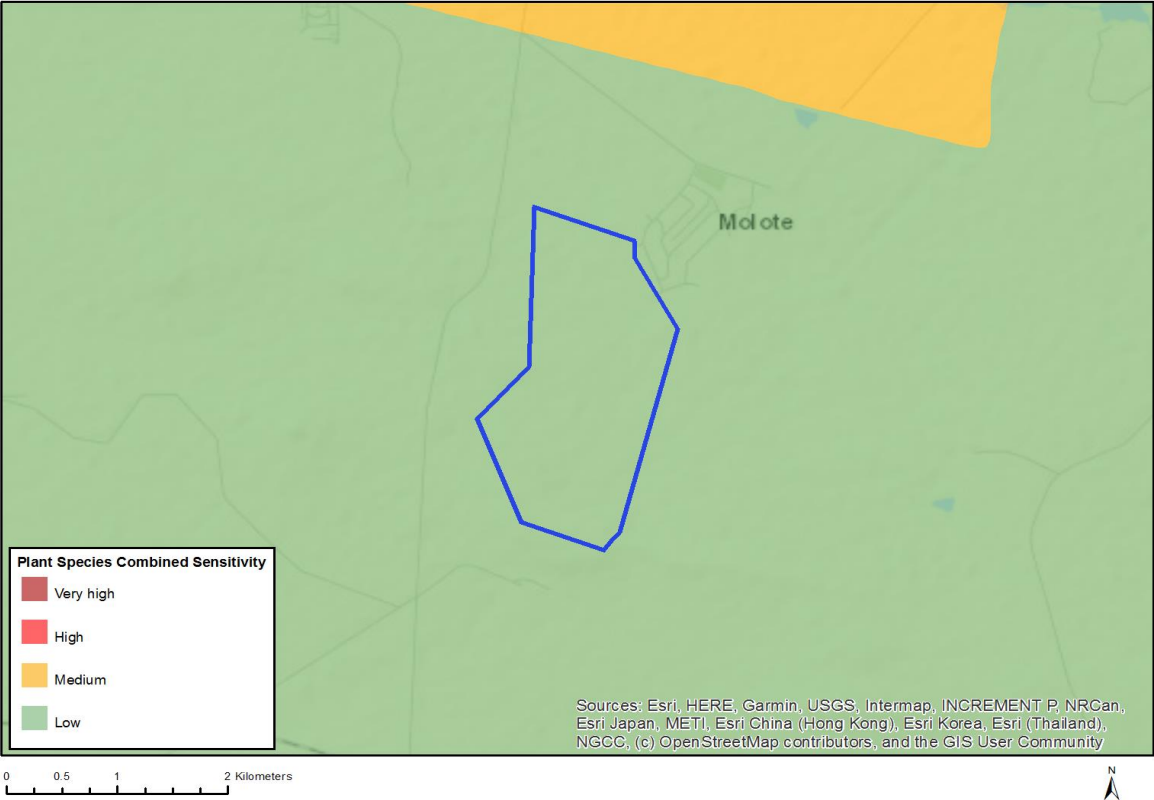 Molote
Plant Species Combined Sensitivity
Very high
High
Medium
Low
Sources: Esri, HERE, Garmin, USGS, Intermap, INCREMENT P, NRCan,
Esri Japan, METI, Esri China (Hong Kong), Esri Korea, Esri (Thailand),
NGCC, (c) OpenStreetMap contributors, and the GIS User Community
0 0.5 1 2 Kilometers
N